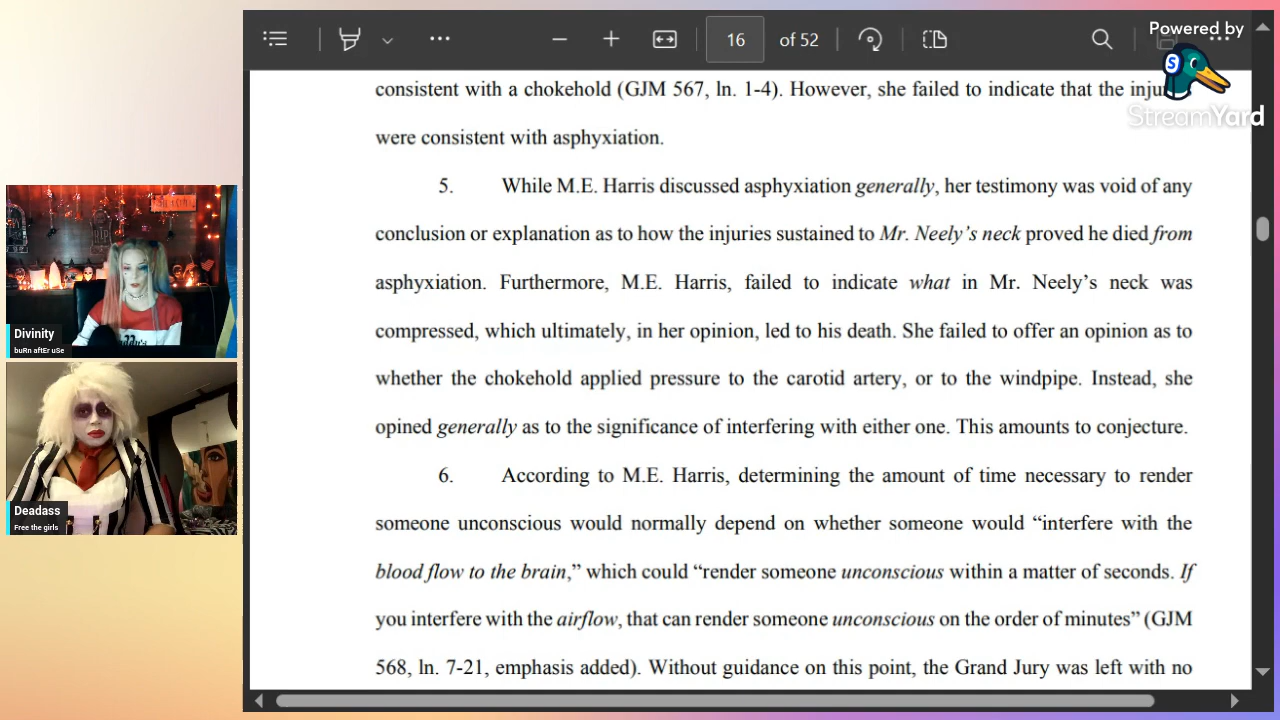 16 of 52
Powered by
S
StreamYard
consistent with a chokehold (GJM 567, ln. 1-4). However, she failed to indicate that the
were consistent with asphyxiation.
5. While M.E. Harris discussed asphyxiation generally, her testimony was void of any
conclusion or explanation as to how the injuries sustained to Mr. Neely’s neck proved he died from
asphyxiation. Furthermore, M.E. Harris, failed to indicate what in Mr. Neely’s neck was
compressed, which ultimately, in her opinion, led to his death. She failed to offer an opinion as to
whether the chokehold applied pressure to the carotid artery, or to the windpipe. Instead, she
opined generally as to the significance of interfering with either one. This amounts to conjecture.
6. According to M.E. Harris, determining the amount of time necessary to render
someone unconscious would normally depend on whether someone would “interfere with the
blood flow to the brain,” which could “render someone unconscious within a matter of seconds. If
you interfere with the airflow, that can render someone unconscious on the order of minutes” (GJM
568, ln. 7-21, emphasis added). Without guidance on this point, the Grand Jury was left with no
RIP
Divinity
buRn aftEr uSe
Deadass
Free the girls